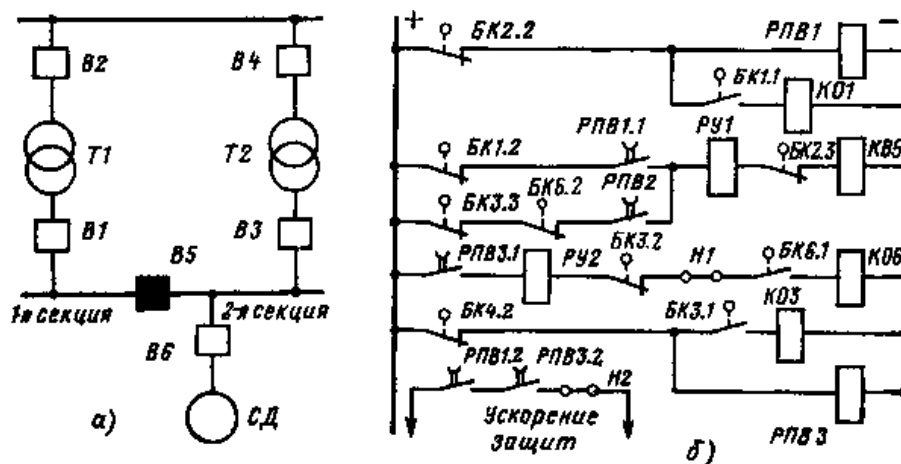 В2
В4
Т1
Т2
В1
В3
В5
1-я секция
2-я секция
В6
СД
а)
+
−
БК2.2
РПВ1
БК1.1
КО1
БК1.2
РПВ1.1
РУ1
БК2.3
КВ5
БК3.3
БК6.2
РПВ2
РПВ3.1
РУ2
БК3.2
Н1
БК6.1
КО6
БК4.2
БК3.1
КО3
РПВ1.2
РПВ3.2
Н2
Ускорение
защит
РПВ3
б)